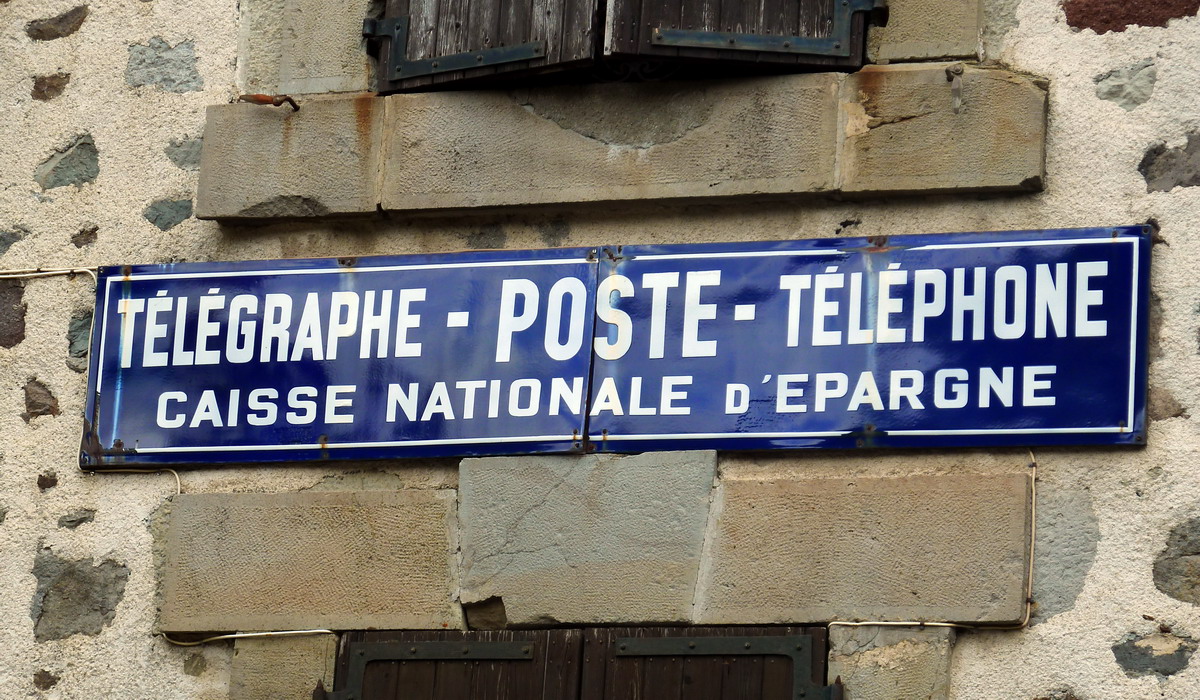 TÉLÉGRAPHE - POSTE - TÉLÉPHONE
CAISSE NATIONALE D'EPARGNE